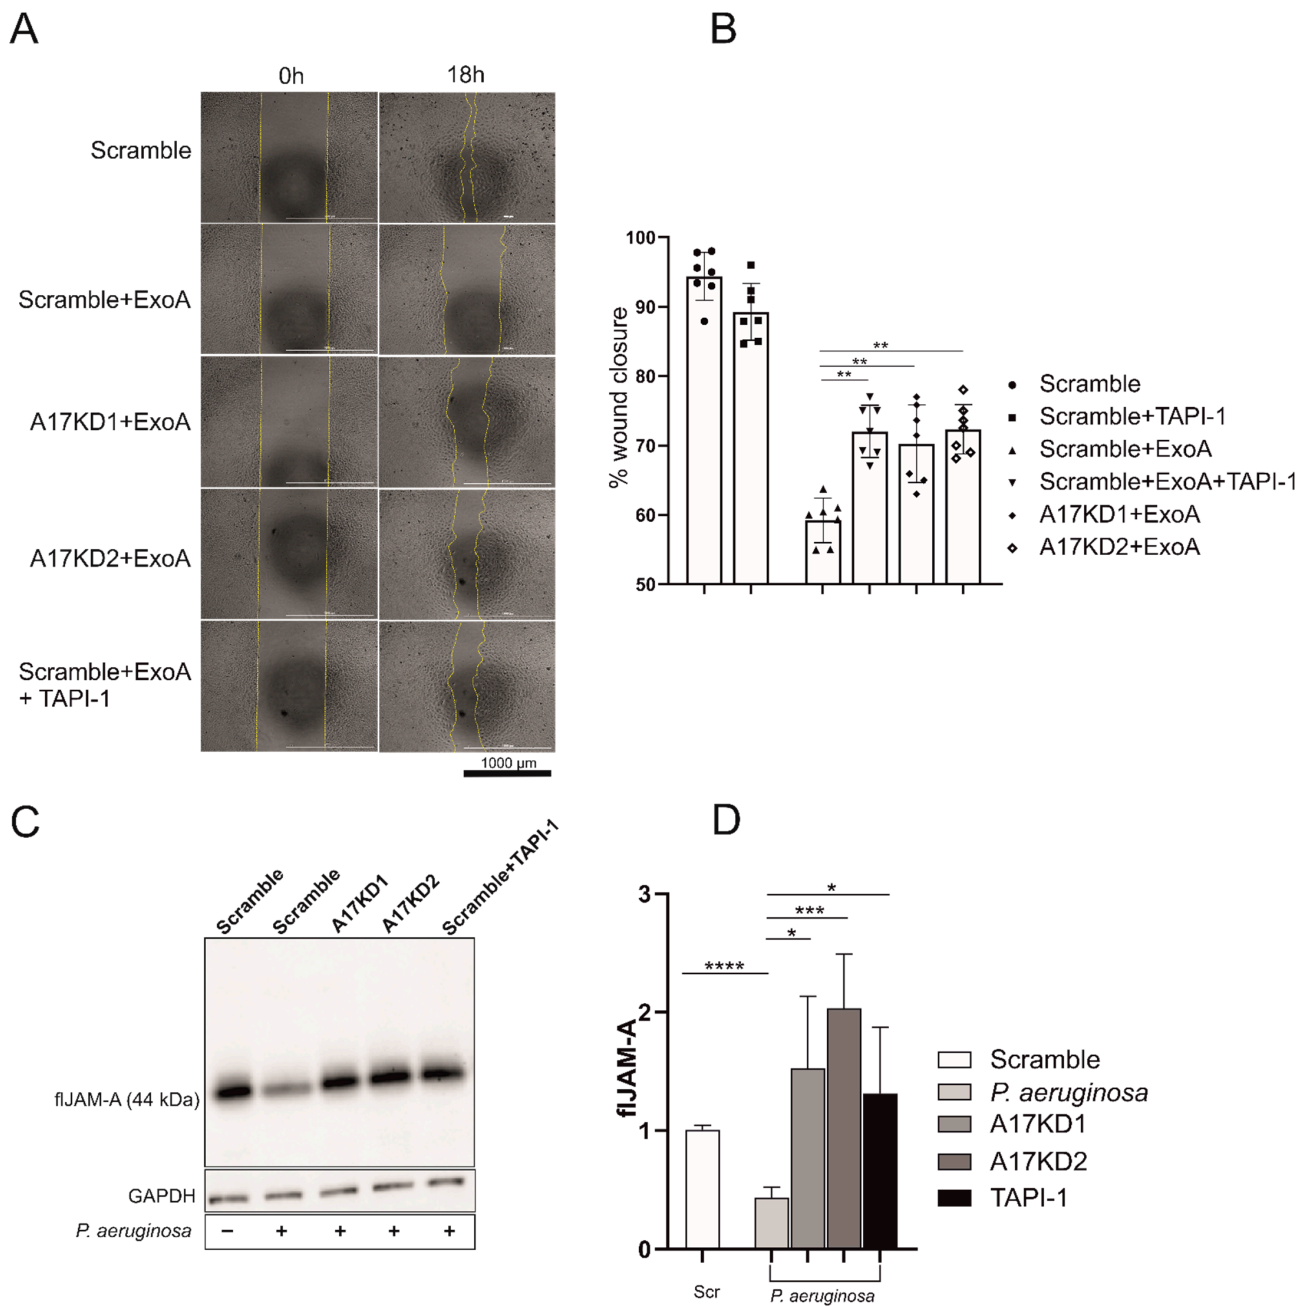 A
0h 18h
Scramble
Scramble+ExoA
A17KD1+ExoA
A17KD2+ExoA
Scramble+ExoA
+ TAPI-1
1000 µm
B
% wound closure
100
90
80
70
60
50
**
**
**
Scramble
Scramble+TAPI-1
Scramble+ExoA
Scramble+ExoA+TAPI-1
A17KD1+ExoA
A17KD2+ExoA
C
Scramble
Scramble
A17KD1
A17KD2
Scramble+TAPI-1
flJAM-A (44 kDa)
GAPDH
P. aeruginosa − + + + +
D
flJAM-A
3
2
1
0
*
***
*
****
Scr
P. aeruginosa
Scramble
P. aeruginosa
A17KD1
A17KD2
TAPI-1